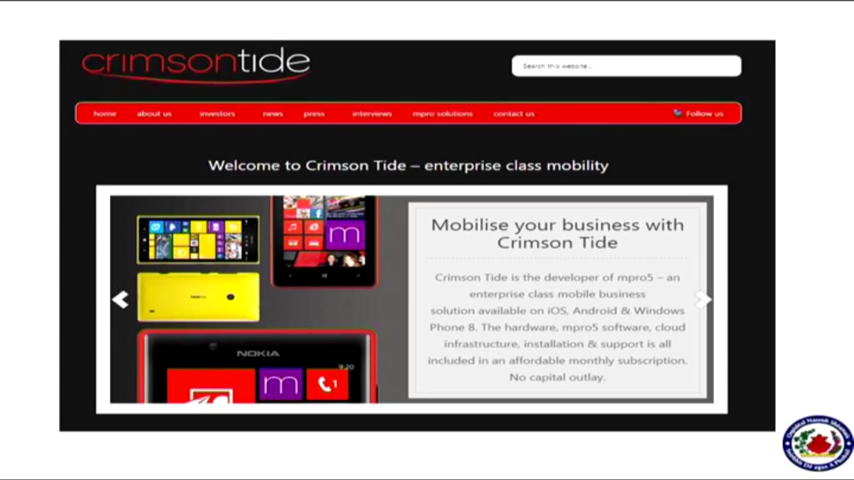 crimsontide
Search this website...
home about us investors news press interviews mpro solutions contact us Follow us
Welcome to Crimson Tide – enterprise class mobility
Mobilise your business with
Crimson Tide
Crimson Tide is the developer of mpro5 – an
enterprise class mobile business
solution available on iOS, Android & Windows
Phone 8. The hardware, mpro5 software, cloud
infrastructure, installation & support is all
included in an affordable monthly subscription.
No capital outlay.
m
NOKIA
9:20
m
1